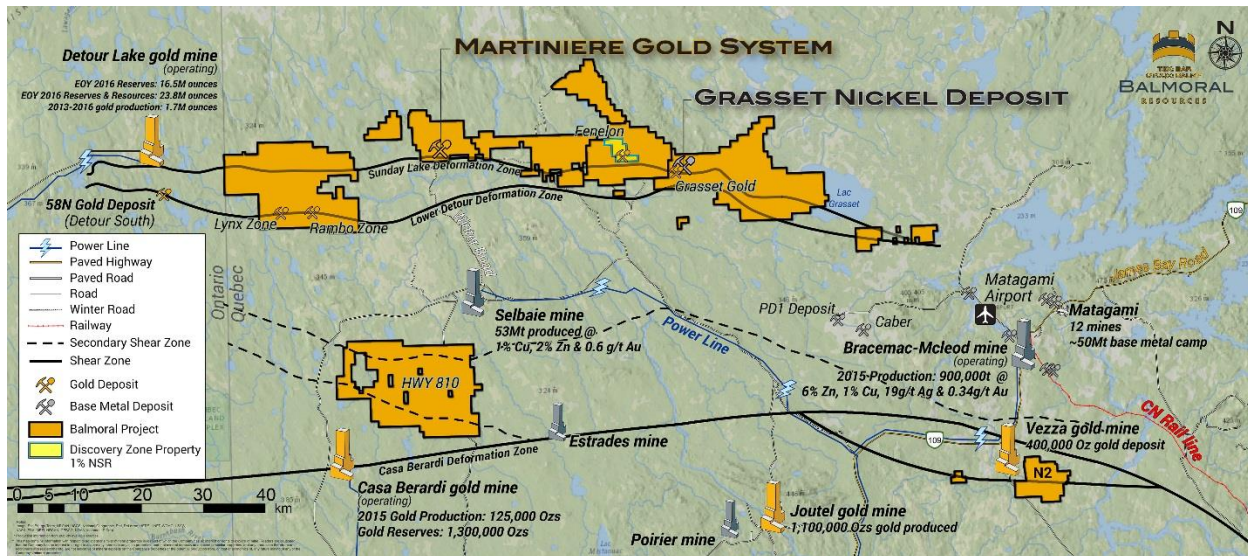 Detour Lake gold mine
(operating)
EOY 2016 Reserves: 16.5M ounces
EOY 2016 Reserves & Resources: 23.8M ounces
2013-2016 gold production: 1.7M ounces
MARTINIERE GOLD SYSTEM
GRASSET NICKEL DEPOSIT
N
BALMORAL
RESOURCES
Fenelon
Sunday Lake Deformation Zone
Grasset Gold
Lower Detour Deformation Zone
Lac
Grasset
58N Gold Deposit
(Detour South)
Lynx Zone
Rambo Zone
109
James Bay Road
Winter Road
Power Line
Paved Highway
Paved Road
Road
Winter Road
Railway
Secondary Shear Zone
Shear Zone
Gold Deposit
Base Metal Deposit
Balmoral Project
Discovery Zone Property
1% NSR
Ontario
Quebec
Selbaie mine
53Mt produced @
1% Cu, 2% Zn & 0.6 g/t Au
Power Line
PD1 Deposit
Caber
Matagami
Airport
Matagami
12 mines
~50Mt base metal camp
Bracemac-Mcleod mine
(operating)
2015 Production: 900,000t @
6% Zn, 1% Cu, 19g/t Ag & 0.34g/t Au
HWY 810
Estrades mine
Casa Berardi Deformation Zone
CN Rail line
109
Vezza gold mine
400,000 Oz gold deposit
N2
0 5 10 20 30 40
km
Casa Berardi gold mine
(operating)
2015 Gold Production: 125,000 Ozs
Gold Reserves: 1,300,000 Ozs
Poirier mine
Joutel gold mine
1,100,000 Ozs gold produced